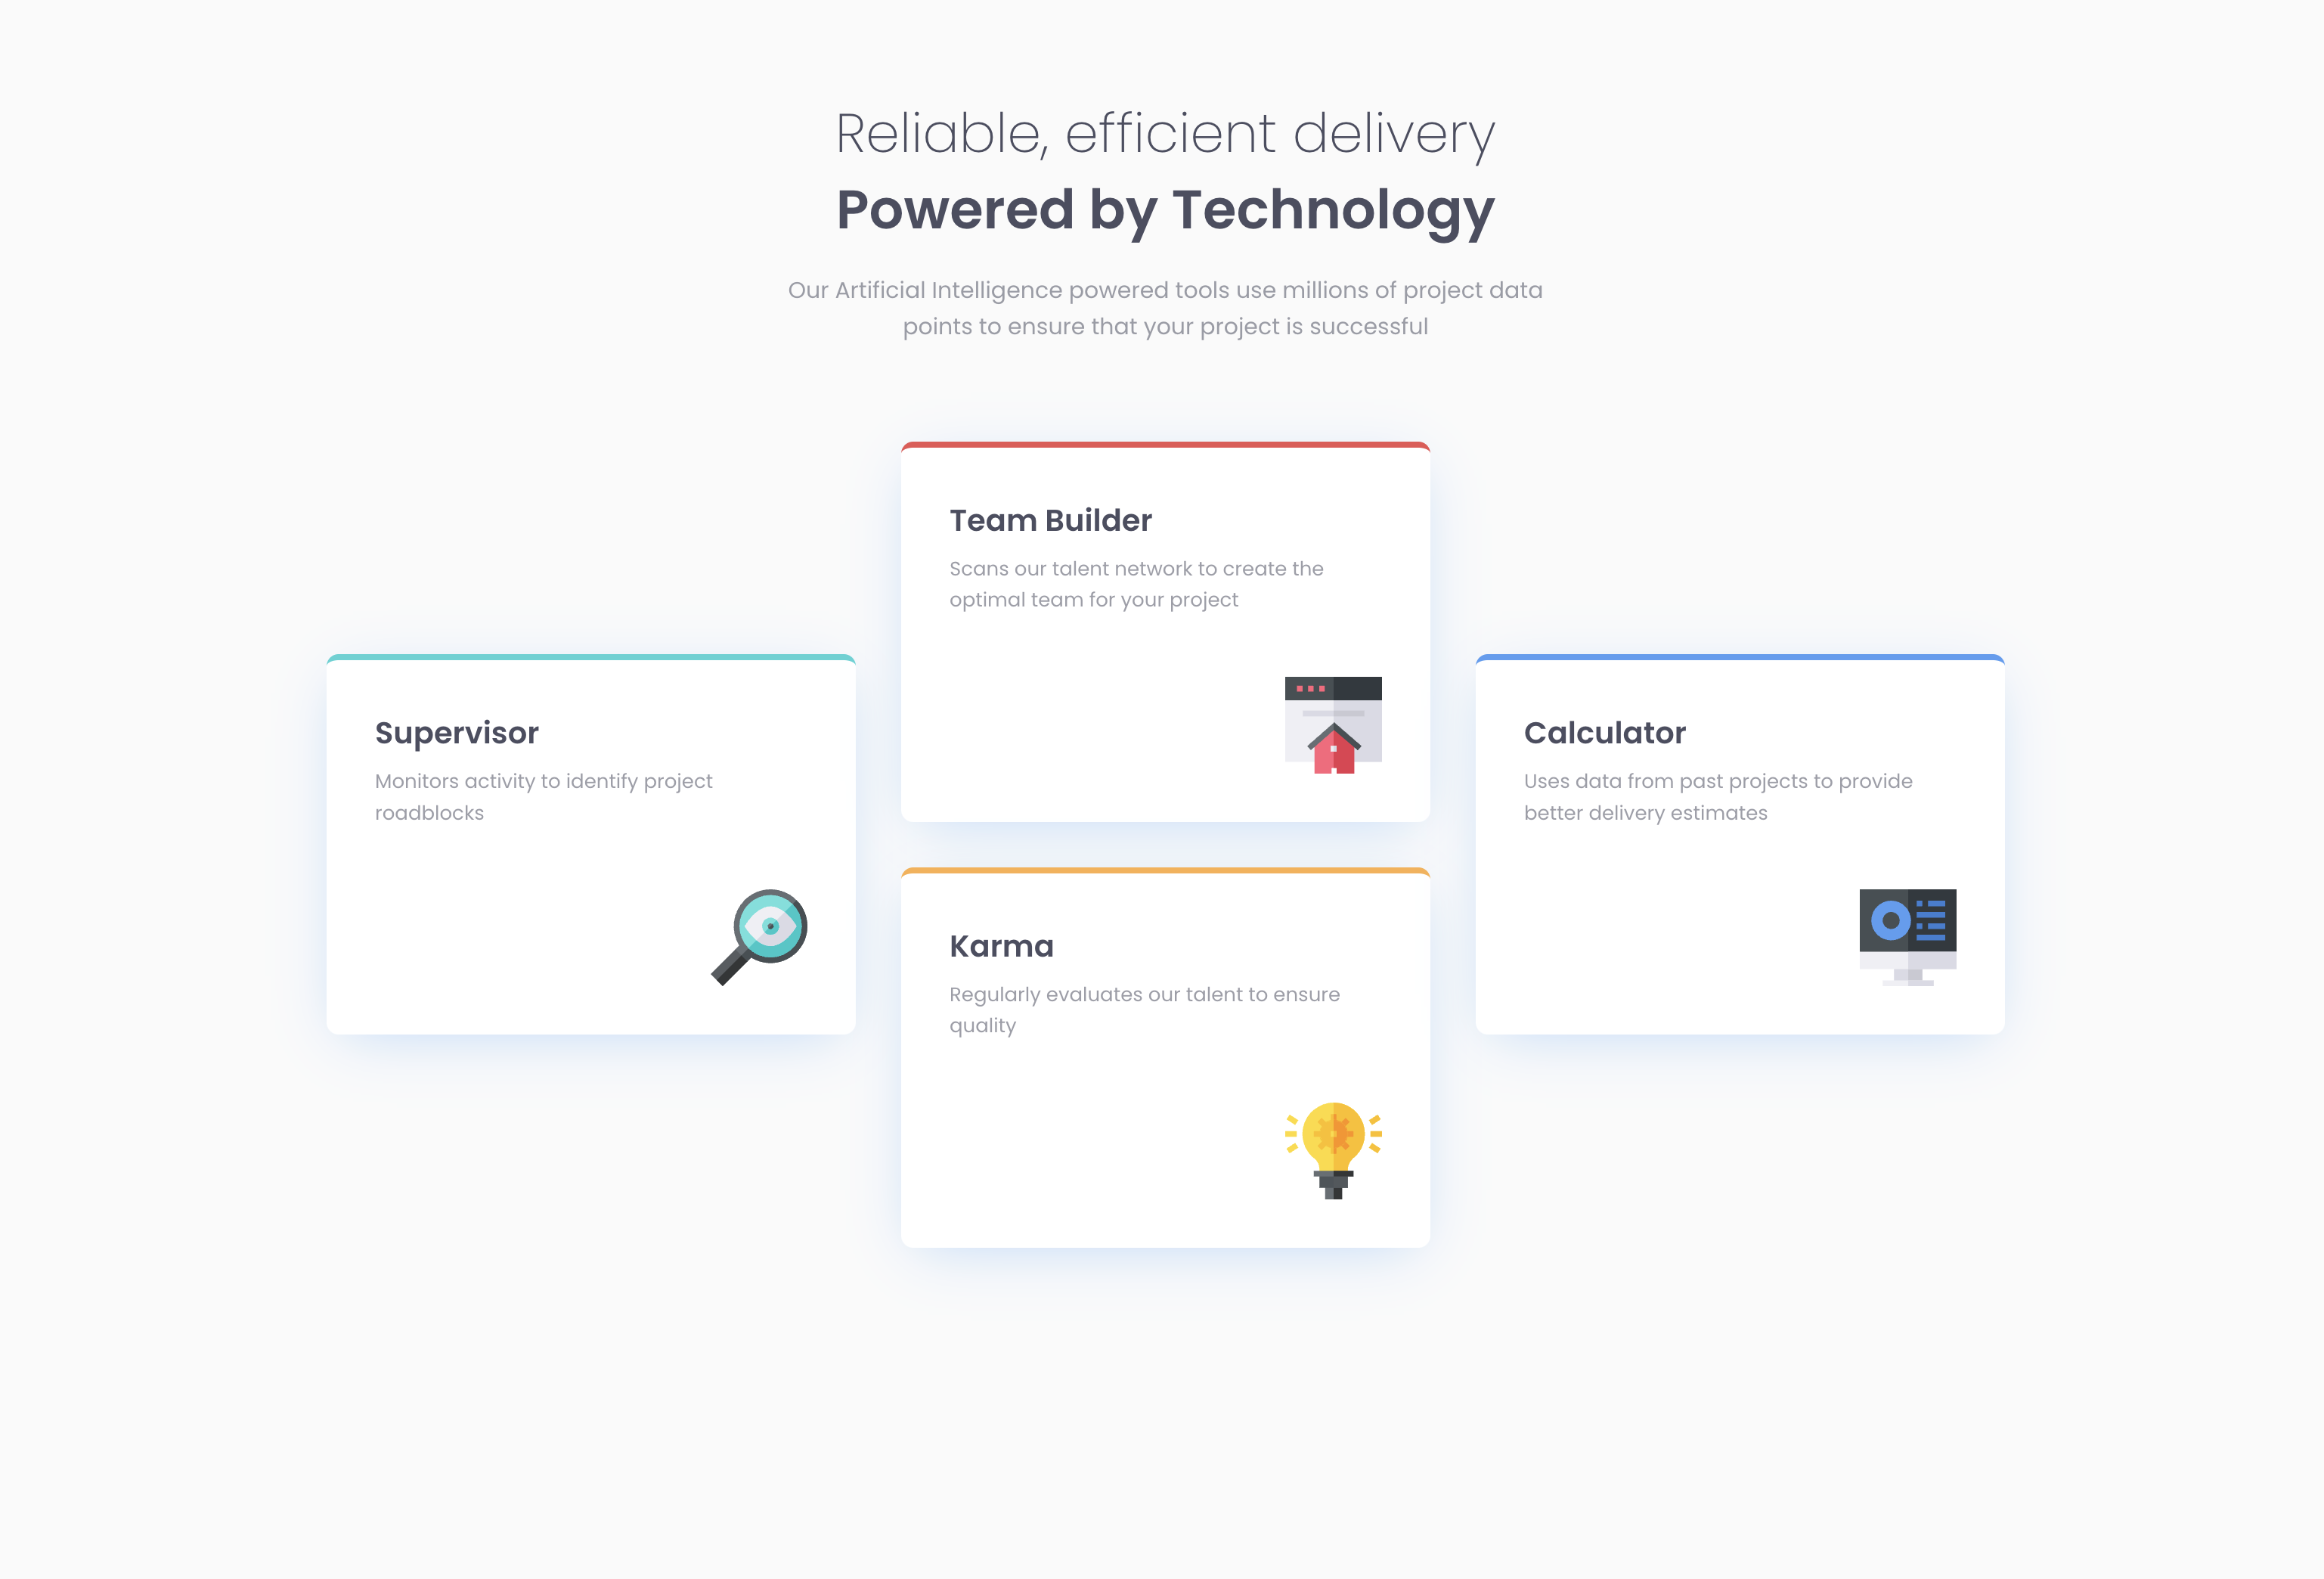 Reliable, efficient delivery
Powered by Technology
Our Artificial Intelligence powered tools use millions of project data
points to ensure that your project is successful
Supervisor
Monitors activity to identify project
roadblocks
Team Builder
Scans our talent network to create the
optimal team for your project
Karma
Regularly evaluates our talent to ensure
quality
Calculator
Uses data from past projects to provide
better delivery estimates